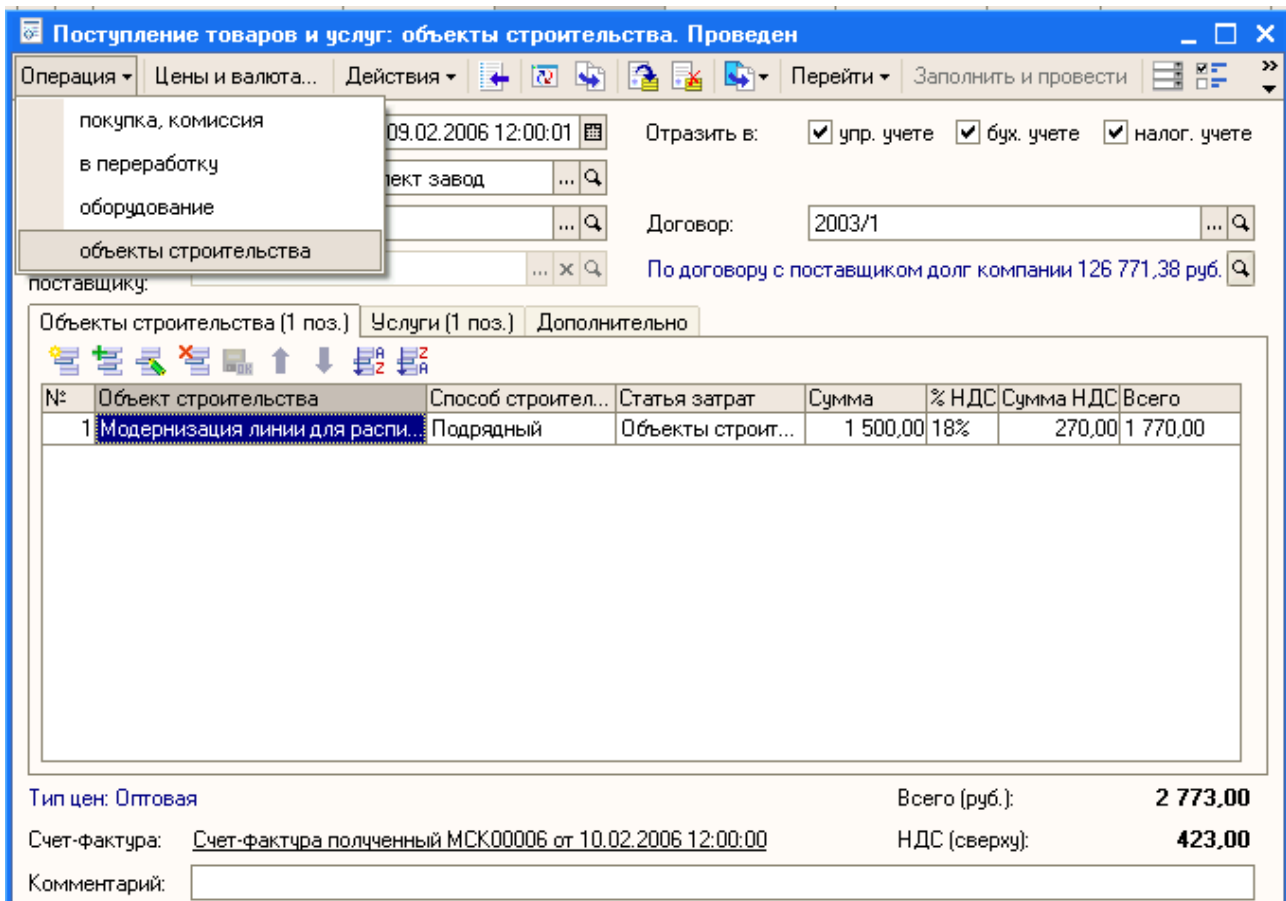 Поступление товаров и услуг: объекты строительства. Проведен
Операция Цены и валюта... Действия Перейти Заполнить и провести
покупка, комиссия
в переработку
оборудование
объекты строительства
09.02.2006 12:00:01 Отразить в: упр. учете бух. учете налог. учете
лект завод
Договор: 2003/1
поставщику: По договору с поставщиком долг компании 126 771,38 руб.
Объекты строительства (1 поз.) Услуги (1 поз.) Дополнительно
№ Объект строительства Способ строител... Статья затрат Сумма % НДС Сумма НДС Всего
1 Модернизация линии для распи... Подрядный Объекты строит... 1 500,00 18% 270,00 1 770,00
Тип цен: Оптовая Всего (руб.): 2 773,00
Счет-фактура: Счет-фактура полученный МСК00006 от 10.02.2006 12:00:00 НДС (сверху): 423,00
Комментарий: